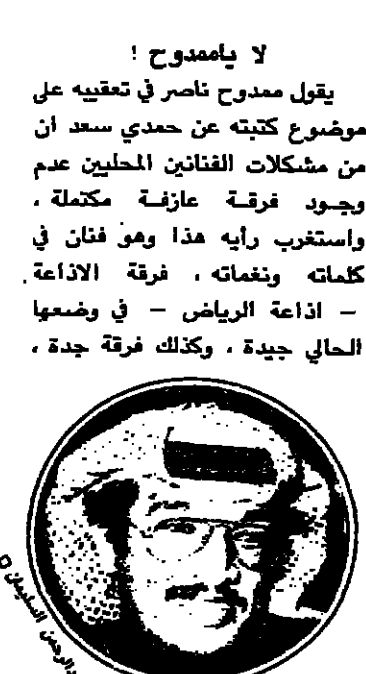 لا ياممدوح !
يقول ممدوح ناصر في تعقيبه على
موضوع كتبته عن حمدي سعد ان
من مشكلات الفنانين المحليين عدم
وجود فرقة عازفة مكتملة ،
واستغرب رأيه هذا وهو فنان في
كلماته ونغماته ، فرقة الاذاعة
– اذاعة الرياض – في وضعها
الحالي جيدة ، وكذلك فرقة جدة ،
السليمان